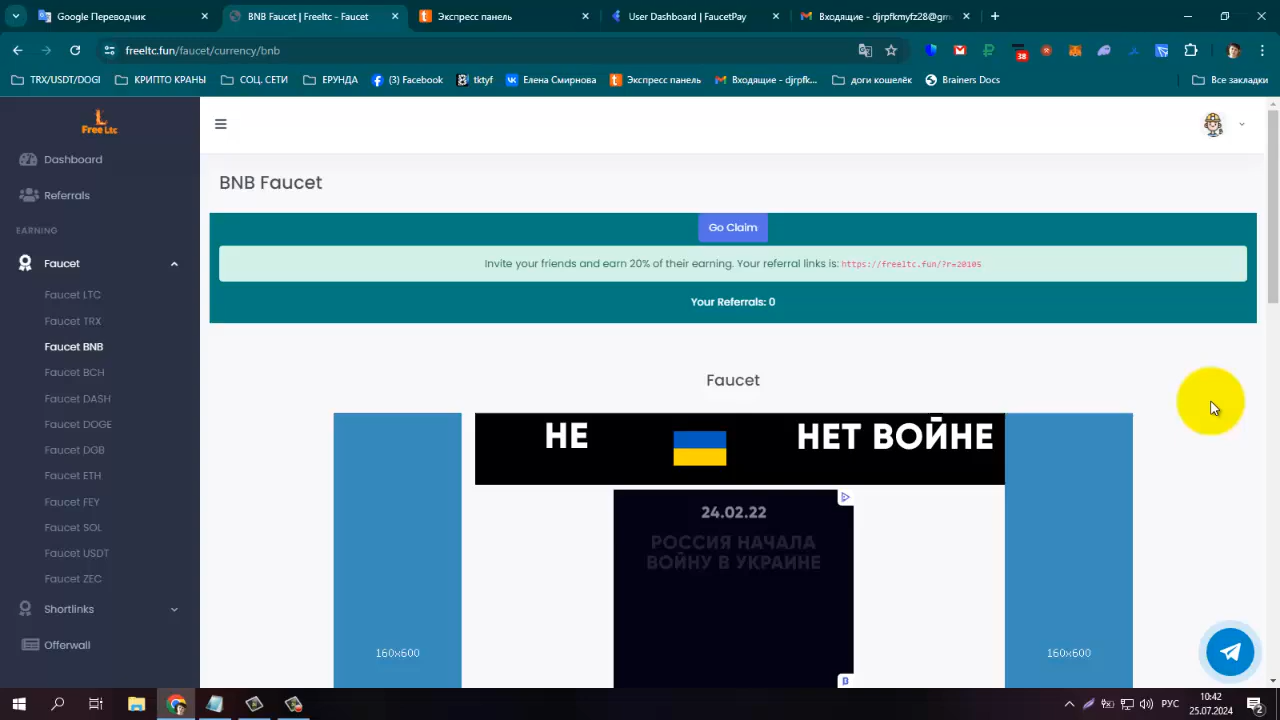 Google Переводчик
BNB Faucet | Freeltc - Faucet
Экспресс панель
User Dashboard | FaucetPay
Входящие - djrpfkmyfz28@gm
freeltc.fun/faucet/currency/bnb
38
TRX/USDT/DOGI
КРИПТО КРАНЫ
СОЦ. СЕТИ
ЕРУНДА
(3) Facebook
tktyf
Елена Смирнова
Экспресс панель
Входящие - djrpfk...
доги кошелёк
Brainers Docs
Все закладки
Free Ltc
Dashboard
Referrals
EARNING
Faucet
Faucet LTC
Faucet TRX
Faucet BNB
Faucet BCH
Faucet DASH
Faucet DOGE
Faucet DGB
Faucet ETH
Faucet FEY
Faucet SOL
Faucet USDT
Faucet ZEC
Shortlinks
Offerwall
BNB Faucet
Go Claim
Invite your friends and earn 20% of their earning. Your referral links is: https://freeltc.fun/?r=20105
Your Referrals: 0
Faucet
НЕ
НЕТ ВОЙНЕ
24.02.22
РОССИЯ НАЧАЛА
ВОЙНУ В УКРАИНЕ
160x600
160x600
РУС
10:42
25.07.2024
2